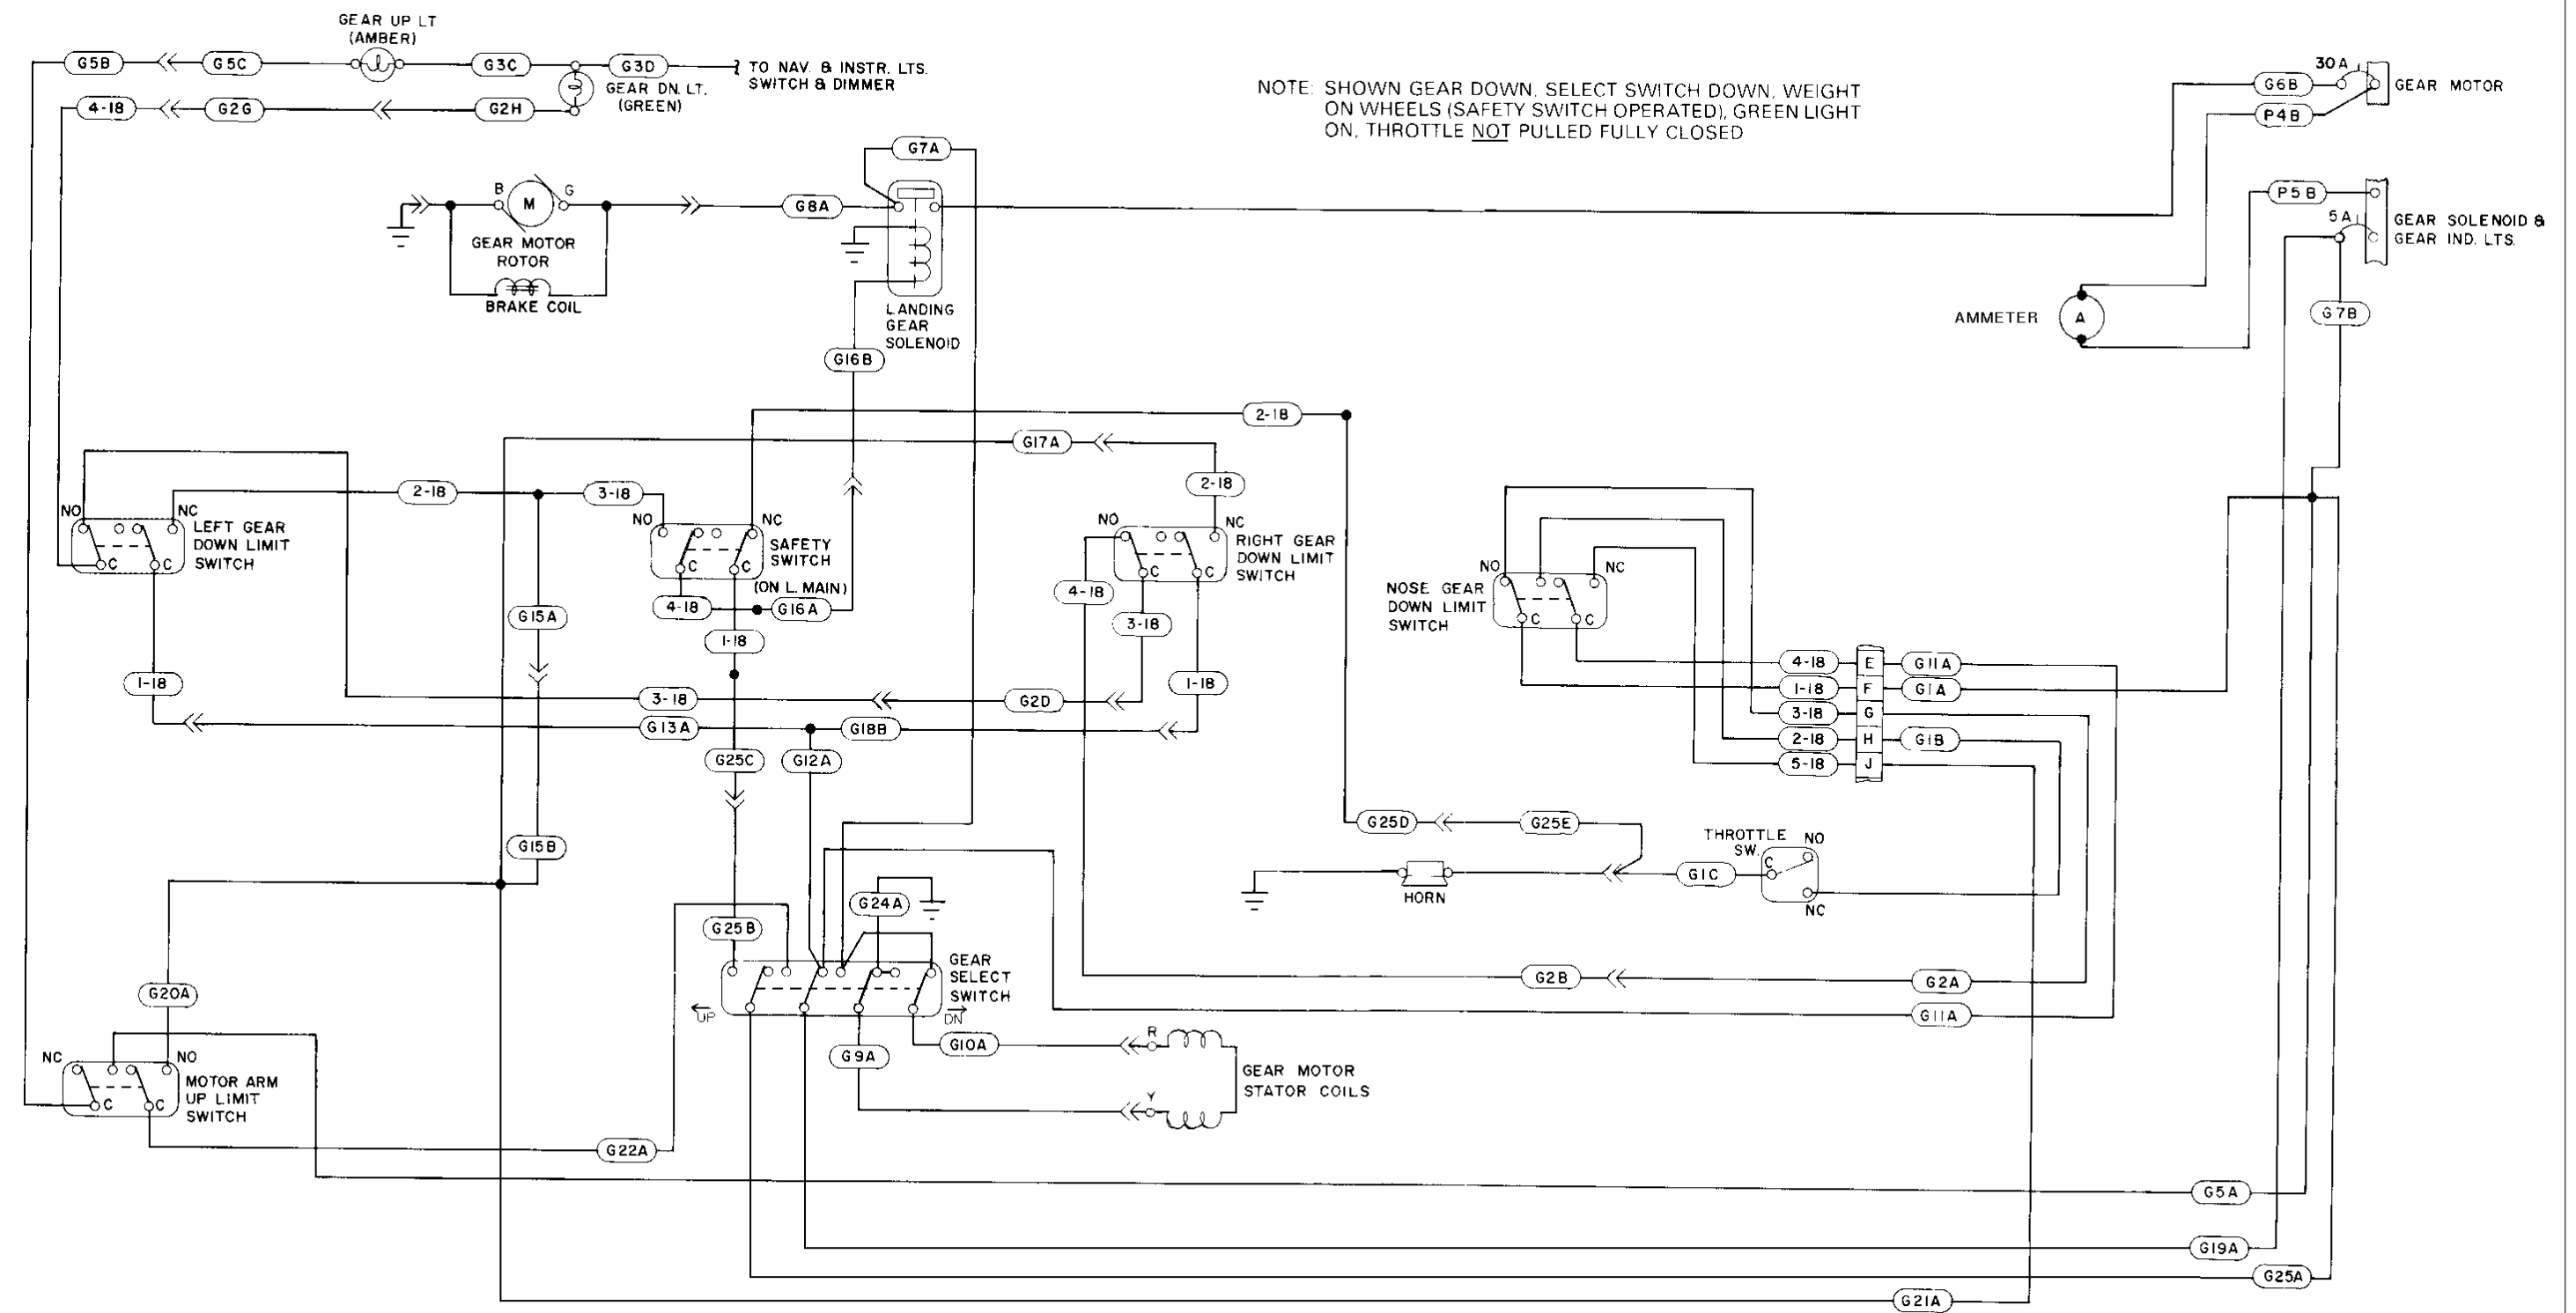 GEAR UP LT
(AMBER)
G5B
G5C
G3C
G3D
TO NAV. & INSTR. LTS.
SWITCH & DIMMER
GEAR DN. LT.
(GREEN)
4-18
G2G
G2H
NOTE: SHOWN GEAR DOWN, SELECT SWITCH DOWN, WEIGHT
ON WHEELS (SAFETY SWITCH OPERATED), GREEN LIGHT
ON, THROTTLE NOT PULLED FULLY CLOSED
30A
G6B
GEAR MOTOR
P4B
G7A
B
M
G
G8A
GEAR MOTOR
ROTOR
BRAKE COIL
LANDING
GEAR
SOLENOID
P5B
5A
GEAR SOLENOID &
GEAR IND. LTS.
G7B
AMMETER
A
G16B
2-18
G17A
2-18
2-18
3-18
NO
NC
LEFT GEAR
DOWN LIMIT
SWITCH
C
C
NO
NC
SAFETY
SWITCH
C
C
(ON L. MAIN)
4-18
G16A
1-18
NO
NC
RIGHT GEAR
DOWN LIMIT
SWITCH
C
C
4-18
3-18
1-18
NO
NC
NOSE GEAR
DOWN LIMIT
SWITCH
C
C
G15A
1-18
3-18
G2D
G13A
G18B
G25C
G12A
4-18
E
G11A
1-18
F
G1A
3-18
G
2-18
H
G1B
5-18
J
G15B
G25D
G25E
THROTTLE
SW.
NO
C
NC
HORN
G1C
G24A
G25B
GEAR
SELECT
SWITCH
UP
DN
G2B
G2A
G11A
G20A
NC
NO
MOTOR ARM
UP LIMIT
SWITCH
C
C
G9A
G10A
R
Y
GEAR MOTOR
STATOR COILS
G22A
G5A
G19A
G25A
G21A